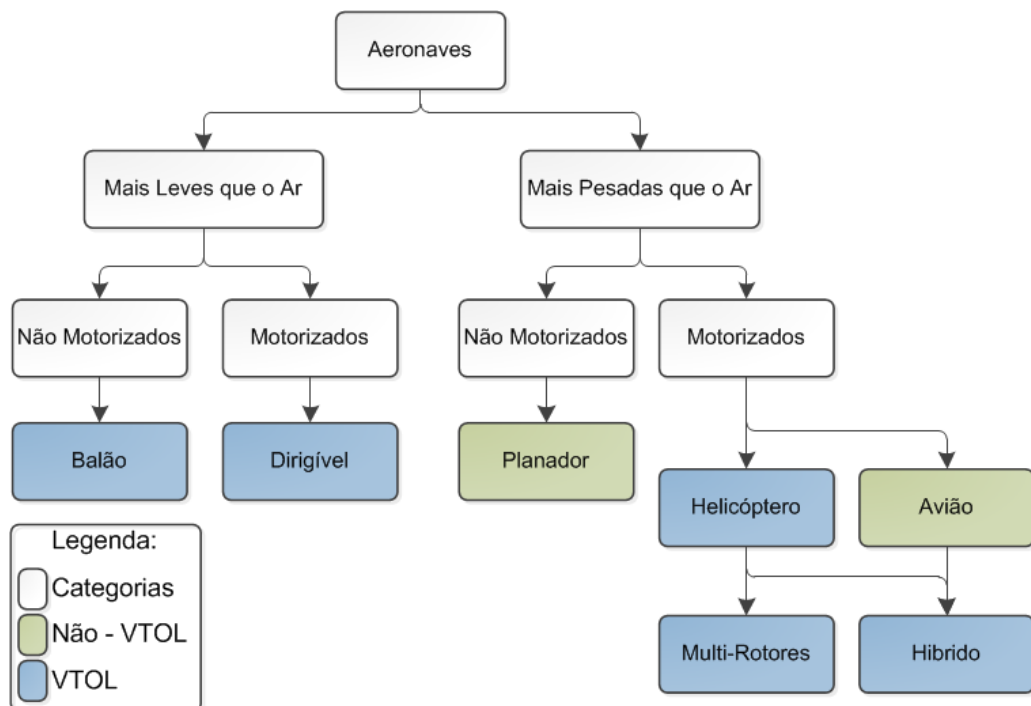 Aeronaves
Mais Leves que o Ar
Mais Pesadas que o Ar
Não Motorizados
Motorizados
Não Motorizados
Motorizados
Balão
Dirigível
Planador
Helicóptero
Avião
Multi-Rotores
Hibrido
Legenda:
Categorias
Não - VTOL
VTOL